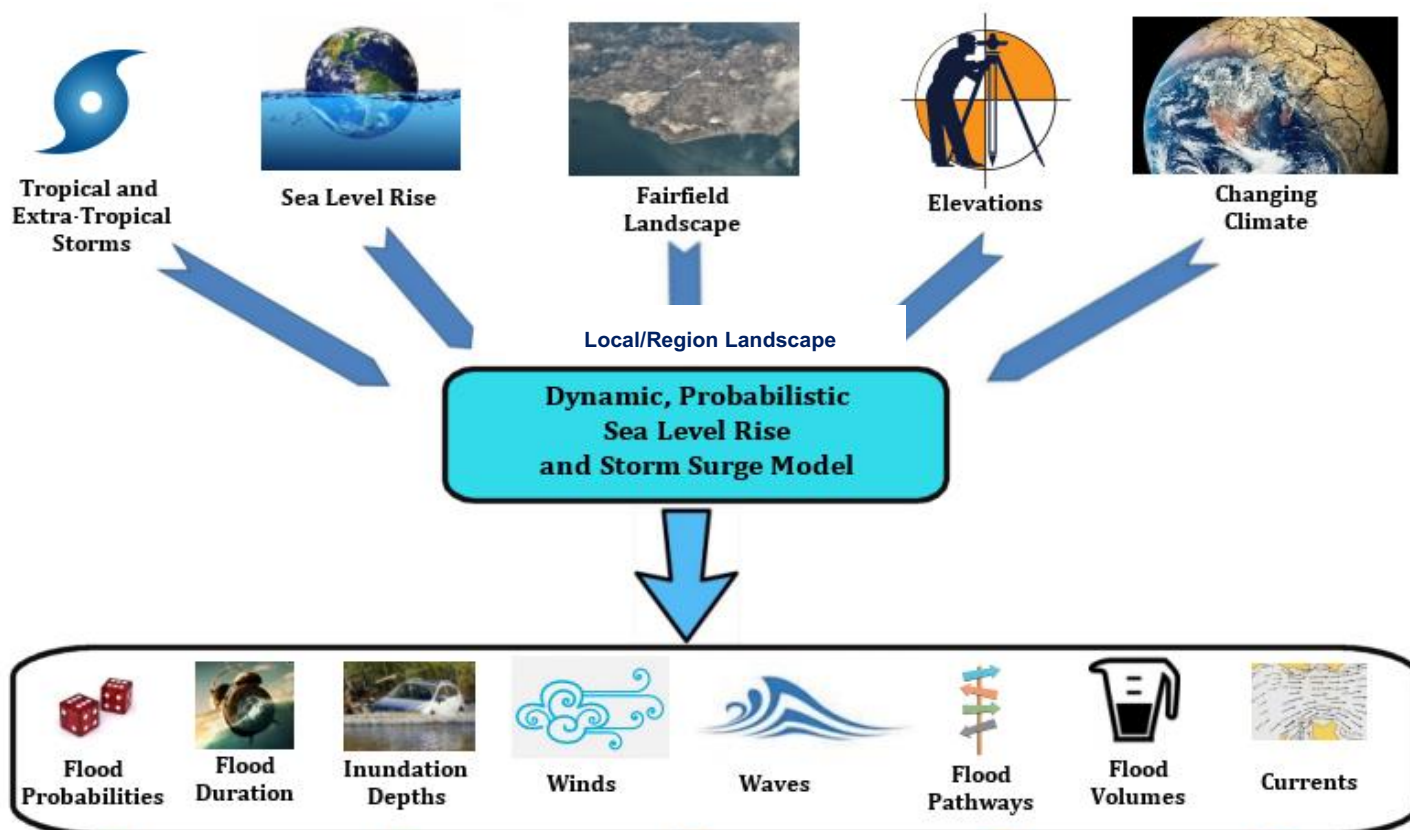 Tropical and
Extra-Tropical
Storms
Sea Level Rise
Fairfield
Landscape
Elevations
Changing
Climate
Local/Region Landscape
Dynamic, Probabilistic
Sea Level Rise
and Storm Surge Model
Flood
Probabilities
Flood
Duration
Inundation
Depths
Winds
Waves
Flood
Pathways
Flood
Volumes
Currents